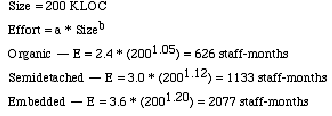 Size = 200 KLOC
Effort = a * Size^b
Organic — E = 2.4 * (200^1.05) = 626 staff-months
Semidetached — E = 3.0 * (200^1.12) = 1133 staff-months
Embedded — E = 3.6 * (200^1.20) = 2077 staff-months